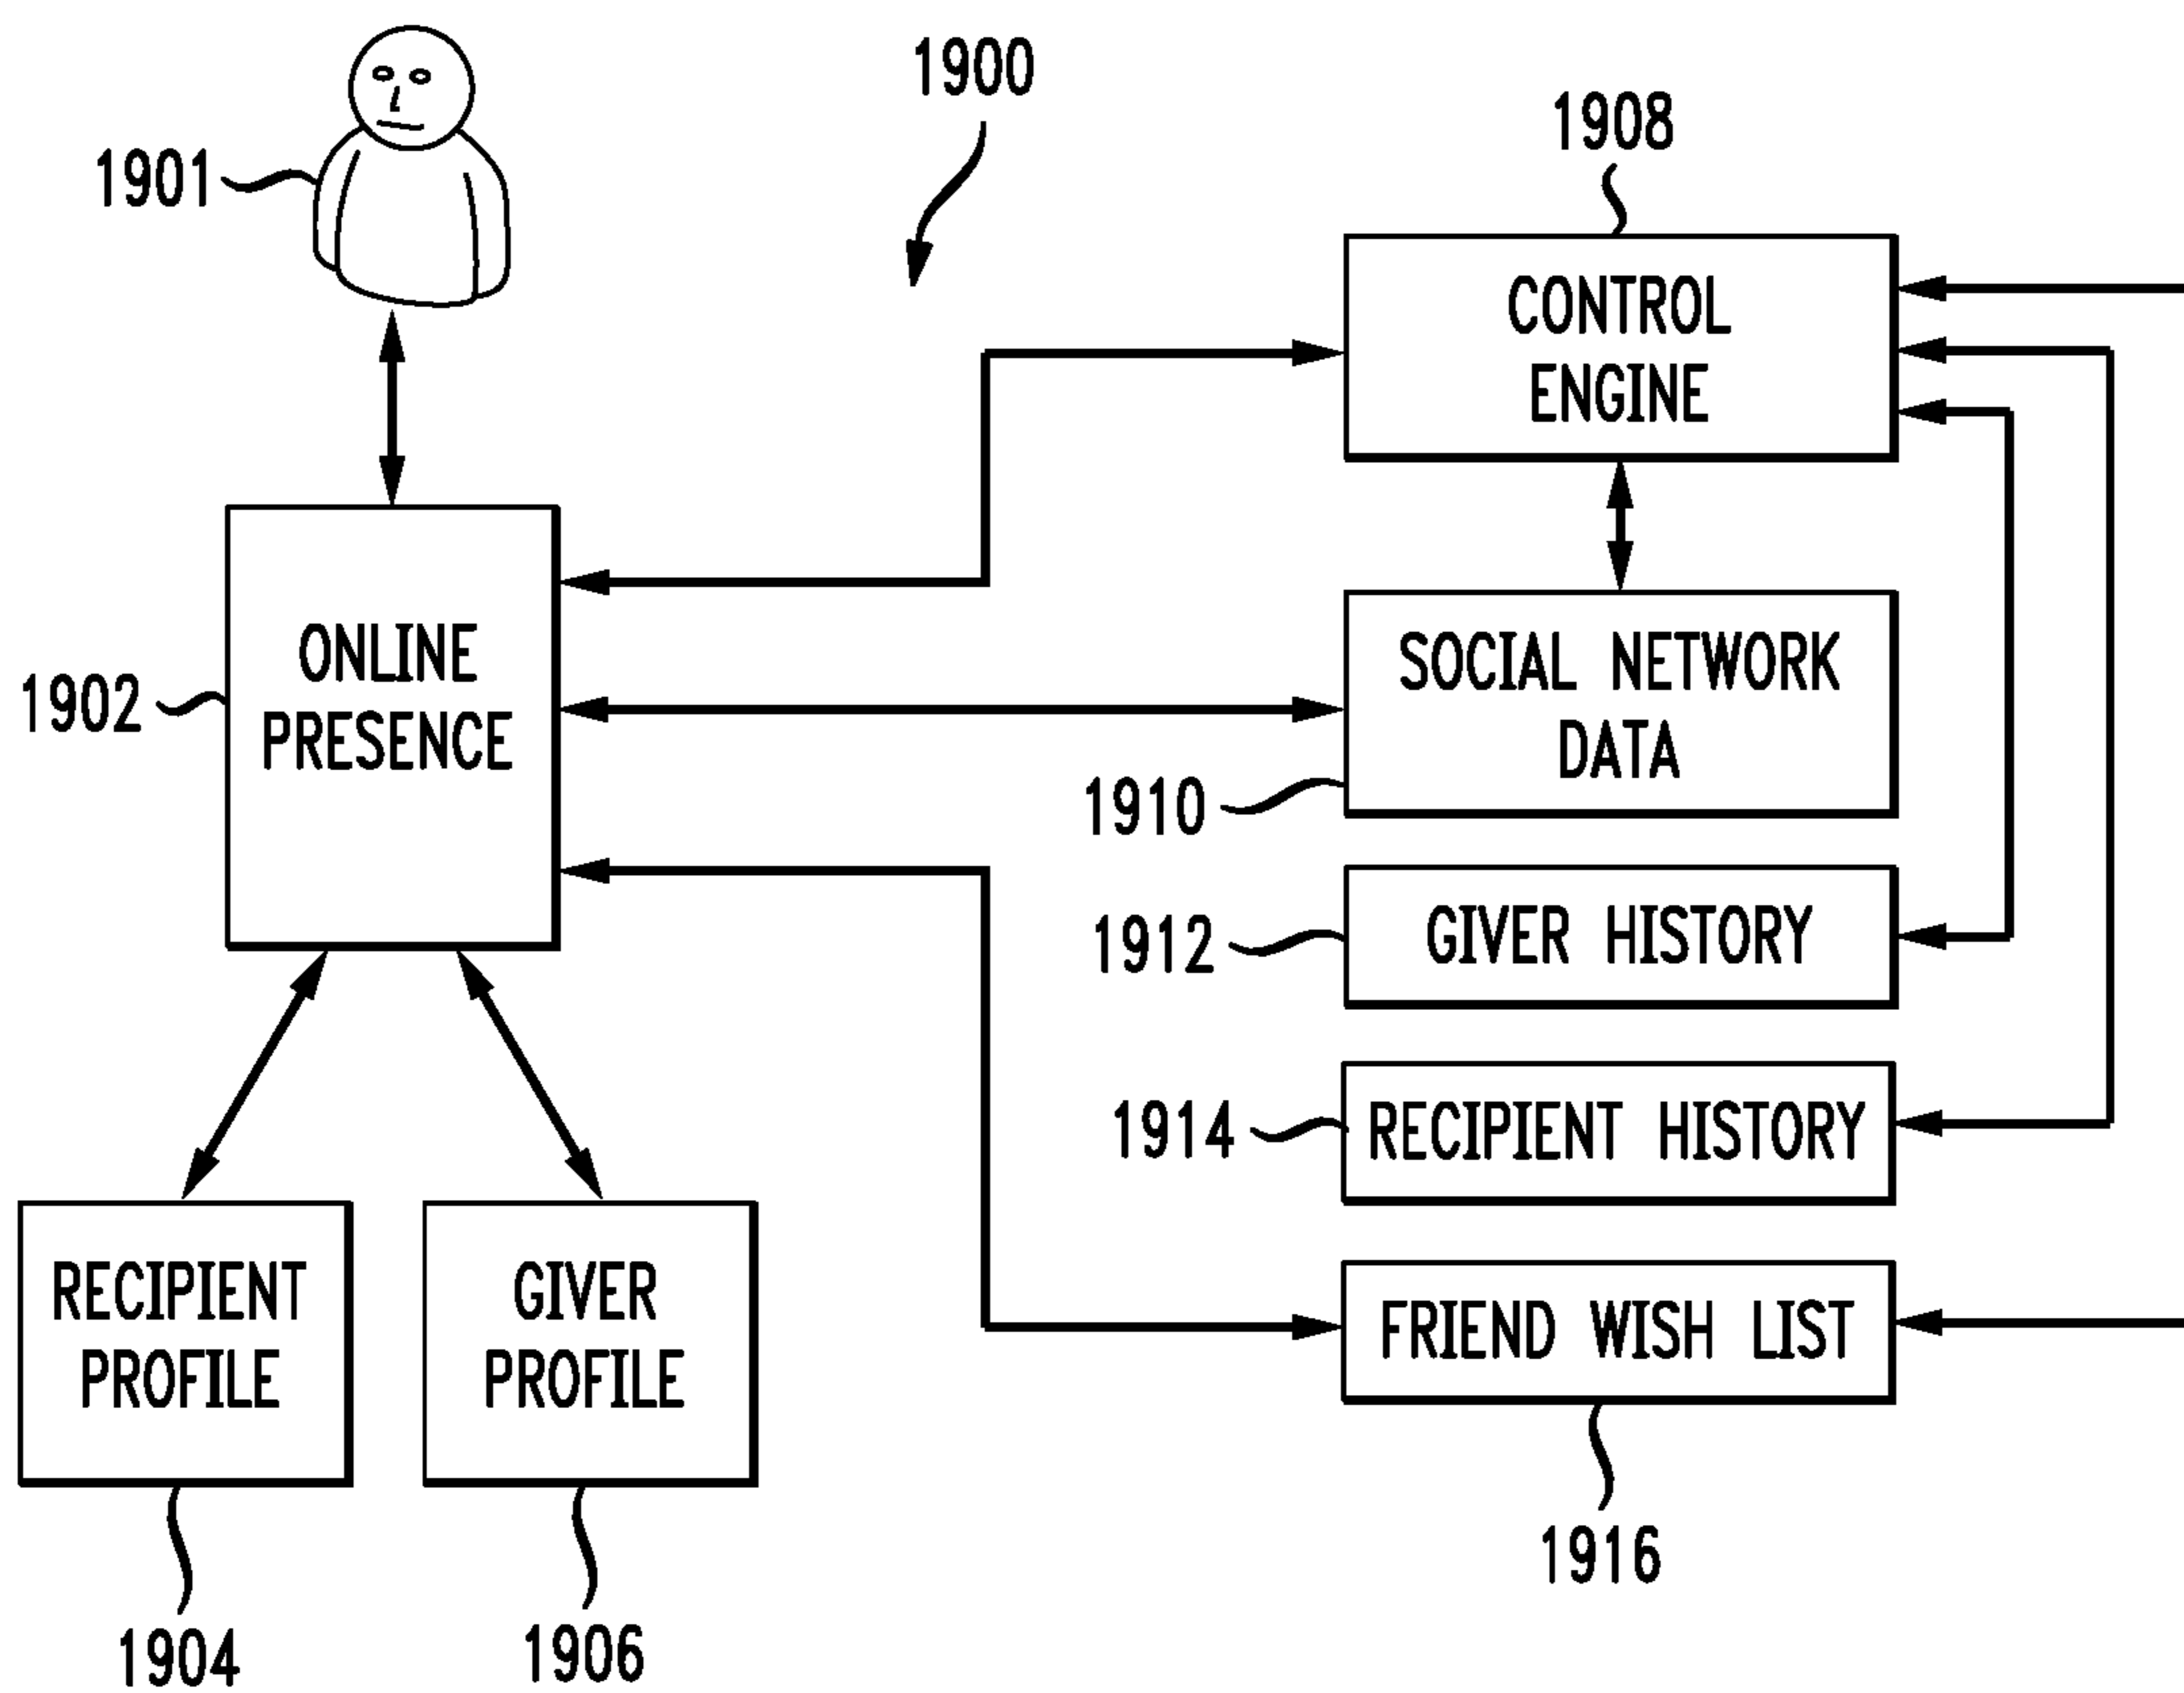 1900
1908
1901
CONTROL
ENGINE
ONLINE
PRESENCE
1902
SOCIAL NETWORK
DATA
1910
GIVER HISTORY
1912
RECIPIENT HISTORY
1914
RECIPIENT
PROFILE
GIVER
PROFILE
FRIEND WISH LIST
1916
1904
1906